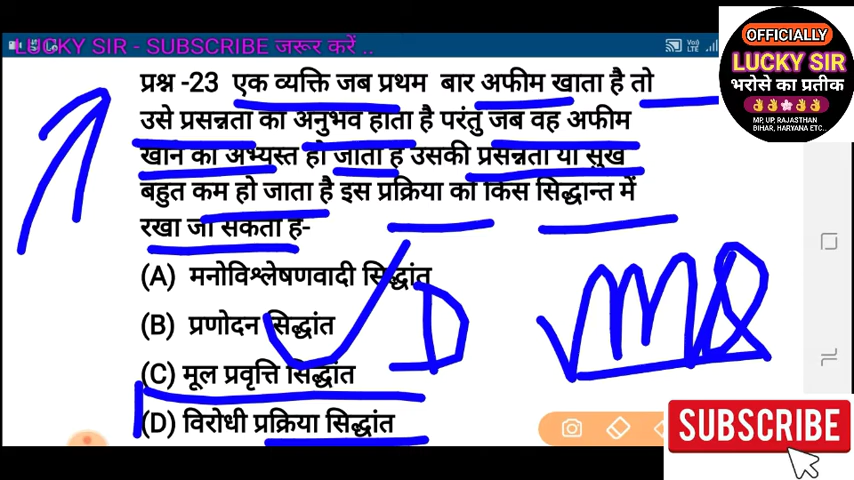 LUCKY SIR - SUBSCRIBE जरूर करें ..
OFFICIALLY
LUCKY SIR
भरोसे का प्रतीक
MP, UP, RAJASTHAN
BIHAR, HARYANA ETC..
प्रश्न -23 एक व्यक्ति जब प्रथम बार अफीम खाता है तो
उसे प्रसन्नता का अनुभव होता है परंतु जब वह अफीम
खाने का अभ्यस्त हो जाता है उसकी प्रसन्नता या सुख
बहुत कम हो जाता है इस प्रक्रिया को किस सिद्धान्त में
रखा जा सकता है-
(A) मनोविश्लेषणवादी सिद्धांत
(B) प्रणोदन सिद्धांत
(C) मूल प्रवृत्ति सिद्धांत
(D) विरोधी प्रक्रिया सिद्धांत
D
SUBSCRIBE